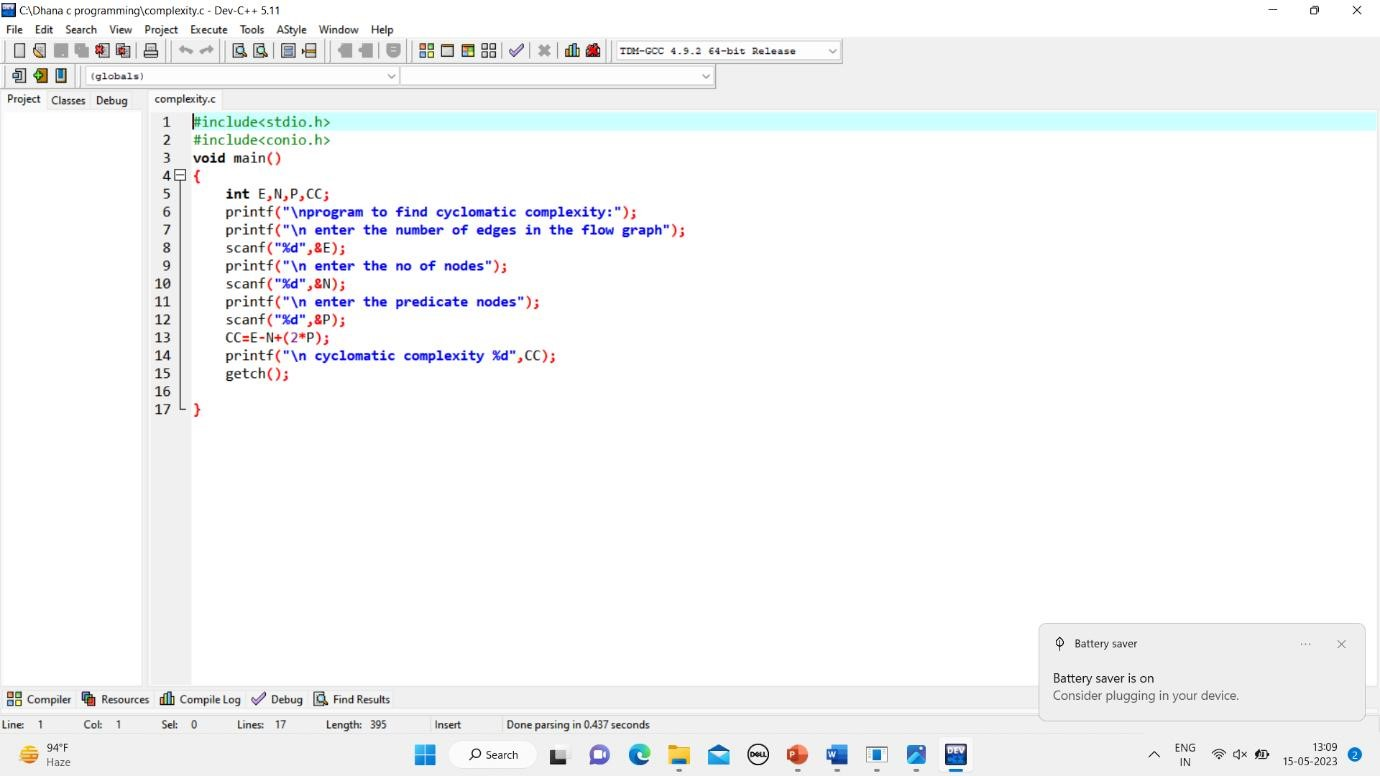 C:\Dhana c programming\complexity.c - Dev-C++ 5.11
File Edit Search View Project Execute Tools AStyle Window Help
TDM-GCC 4.9.2 64-bit Release
(globals)
Project Classes Debug complexity.c
1 #include<stdio.h>
2 #include<conio.h>
3 void main()
4 {
5 int E,N,P,CC;
6 printf("\nprogram to find cyclomatic complexity:");
7 printf("\n enter the number of edges in the flow graph");
8 scanf("%d",&E);
9 printf("\n enter the no of nodes");
10 scanf("%d",&N);
11 printf("\n enter the predicate nodes");
12 scanf("%d",&P);
13 CC=E-N+(2*P);
14 printf("\n cyclomatic complexity %d",CC);
15 getch();
16
17 }
Battery saver
Battery saver is on
Consider plugging in your device.
Compiler Resources Compile Log Debug Find Results
Line: 1 Col: 1 Sel: 0 Lines: 17 Length: 395 Insert Done parsing in 0.437 seconds
94°F
Haze
Search
DELL
DEV
ENG
IN
13:09
15-05-2023
2